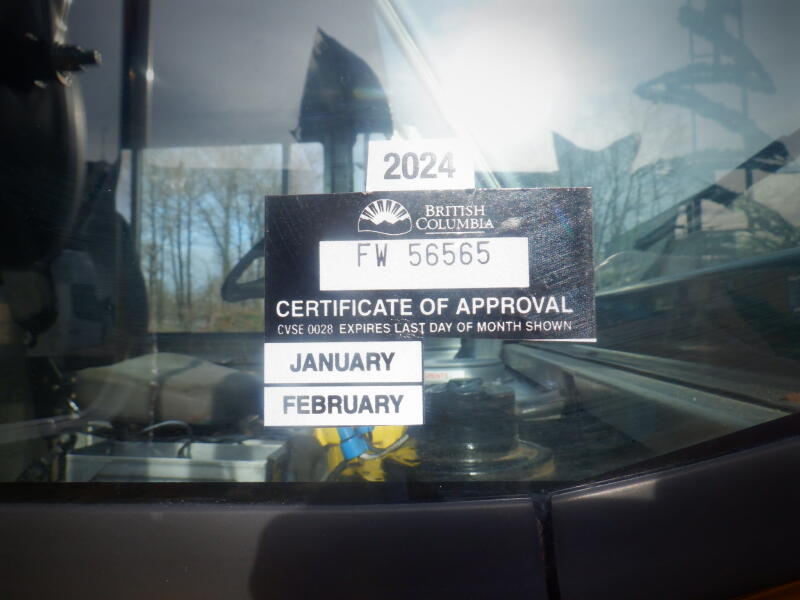 2024
BRITISH
COLUMBIA
FW 56565
CERTIFICATE OF APPROVAL
CVSE 0028 EXPIRES LAST DAY OF MONTH SHOWN
JANUARY
FEBRUARY